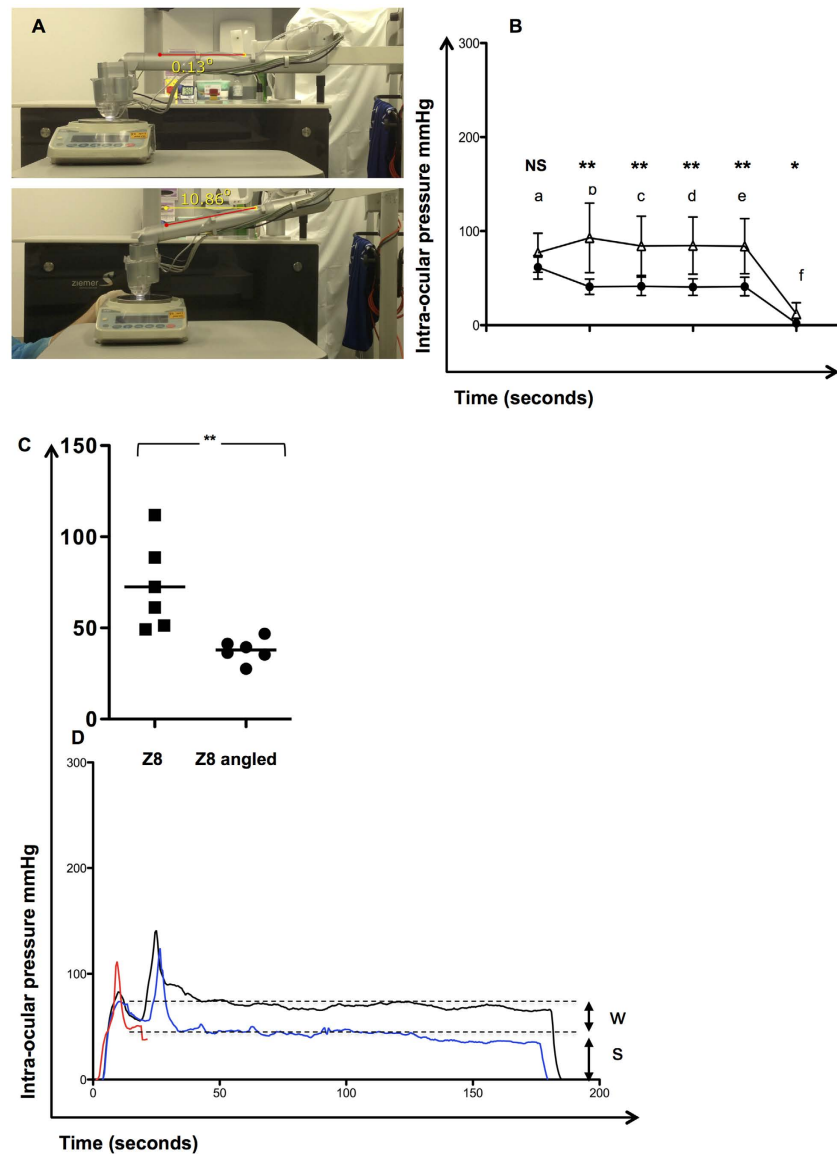 A
0.13°
10.86°
ziemer
B
Intra-ocular pressure mmHg
300
200
100
0
NS ** ** ** ** *
a b c d e f
Time (seconds)
C
150
100
50
0
**
Z8 Z8 angled
D
Intra-ocular pressure mmHg
300
200
100
0
0 50 100 150 200
W
S
Time (seconds)